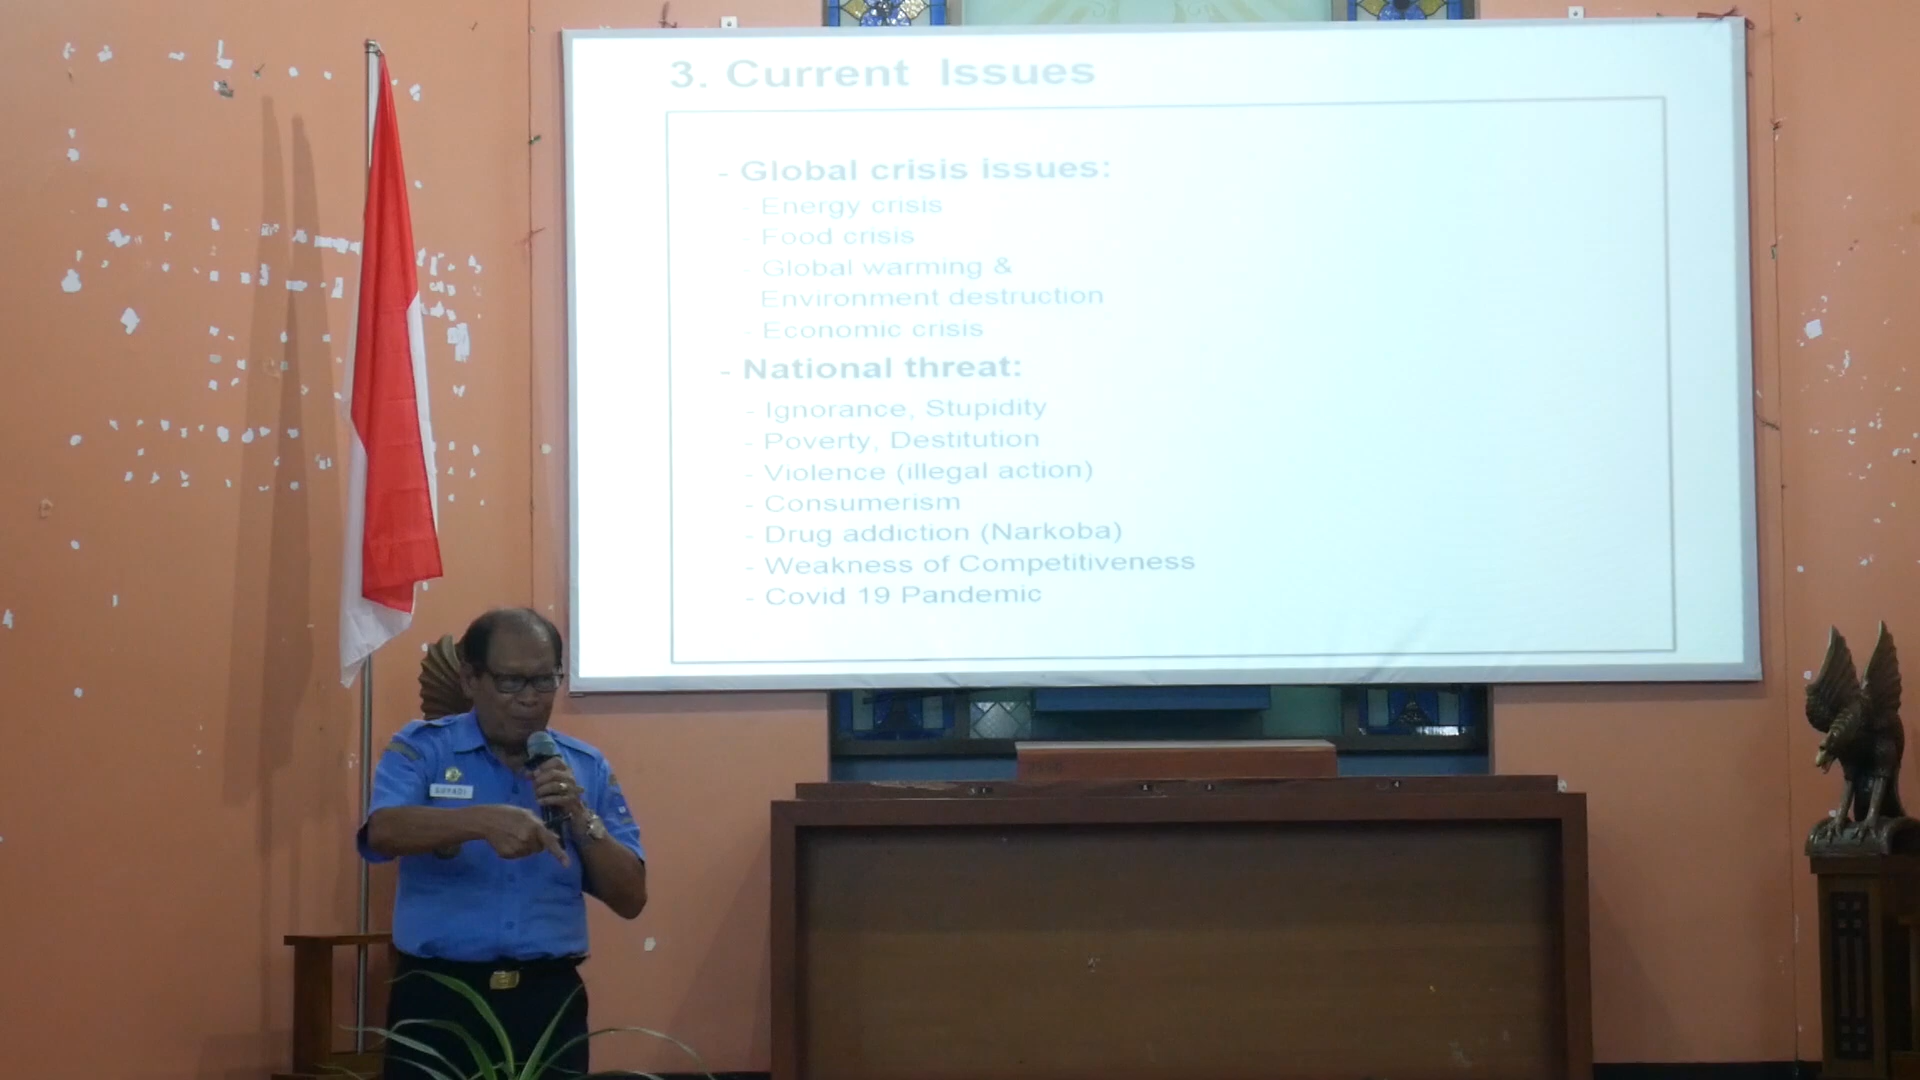 3. Current Issues
- Global crisis issues:
- Energy crisis
- Food crisis
- Global warming &
Environment destruction
- Economic crisis
- National threat:
- Ignorance, Stupidity
- Poverty, Destitution
- Violence (illegal action)
- Consumerism
- Drug addiction (Narkoba)
- Weakness of Competitiveness
- Covid 19 Pandemic
SUYADI